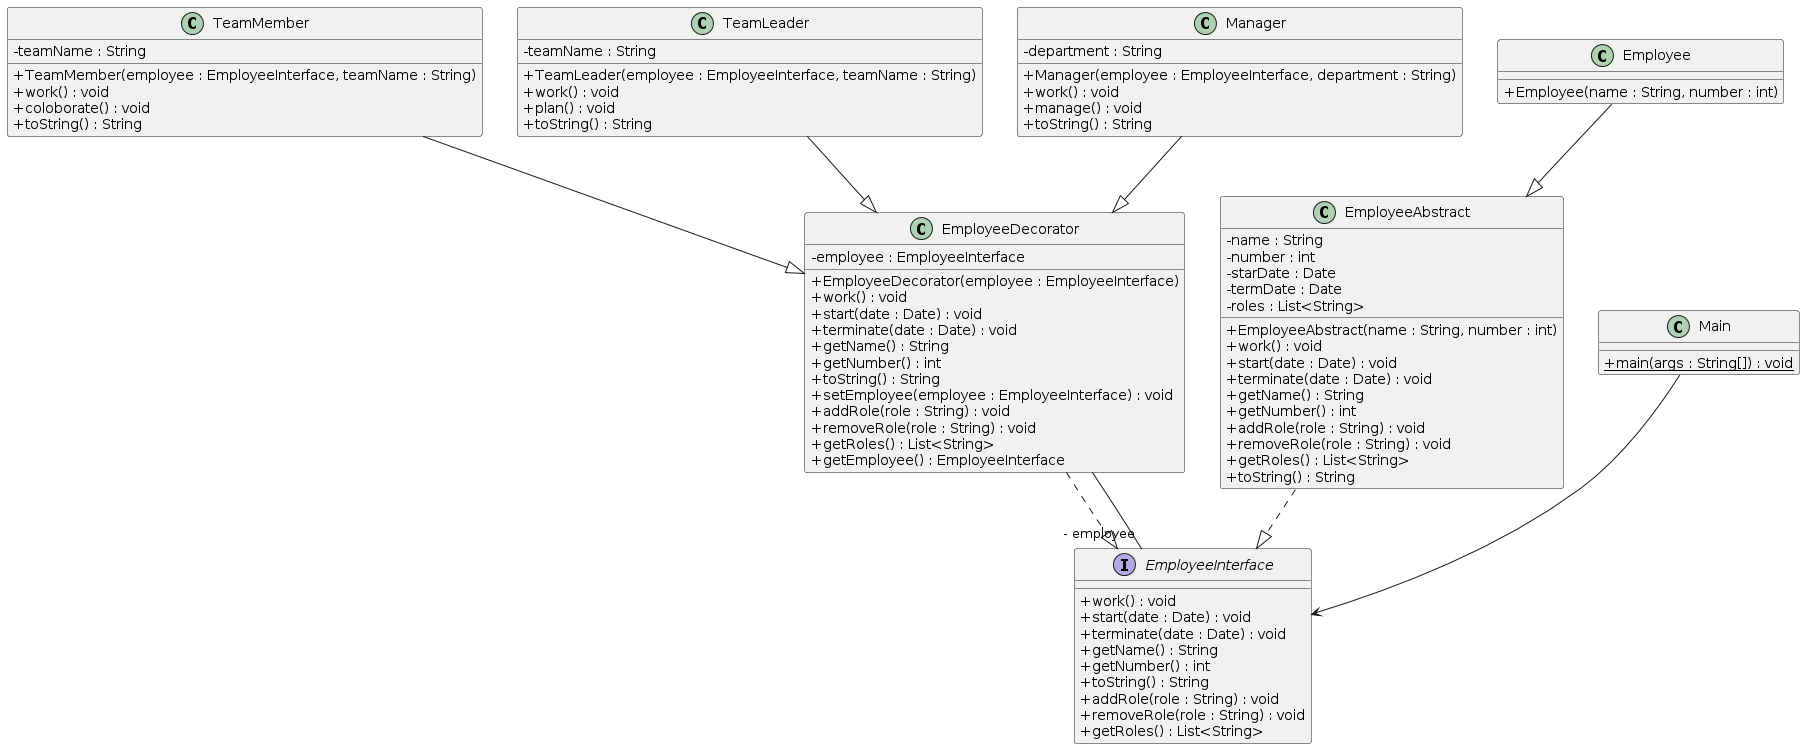 C TeamMember
-teamName : String
+TeamMember(employee : EmployeeInterface, teamName : String)
+work() : void
+coloborate() : void
+toString() : String
C TeamLeader
-teamName : String
+TeamLeader(employee : EmployeeInterface, teamName : String)
+work() : void
+plan() : void
+toString() : String
C Manager
-department : String
+Manager(employee : EmployeeInterface, department : String)
+work() : void
+manage() : void
+toString() : String
C Employee
+Employee(name : String, number : int)
C EmployeeDecorator
-employee : EmployeeInterface
+EmployeeDecorator(employee : EmployeeInterface)
+work() : void
+start(date : Date) : void
+terminate(date : Date) : void
+getName() : String
+getNumber() : int
+toString() : String
+setEmployee(employee : EmployeeInterface) : void
+addRole(role : String) : void
+removeRole(role : String) : void
+getRoles() : List<String>
+getEmployee() : EmployeeInterface
C EmployeeAbstract
-name : String
-number : int
-starDate : Date
-termDate : Date
-roles : List<String>
+EmployeeAbstract(name : String, number : int)
+work() : void
+start(date : Date) : void
+terminate(date : Date) : void
+getName() : String
+getNumber() : int
+addRole(role : String) : void
+removeRole(role : String) : void
+getRoles() : List<String>
+toString() : String
C Main
+main(args : String[]) : void
- employee
I EmployeeInterface
+work() : void
+start(date : Date) : void
+terminate(date : Date) : void
+getName() : String
+getNumber() : int
+toString() : String
+addRole(role : String) : void
+removeRole(role : String) : void
+getRoles() : List<String>